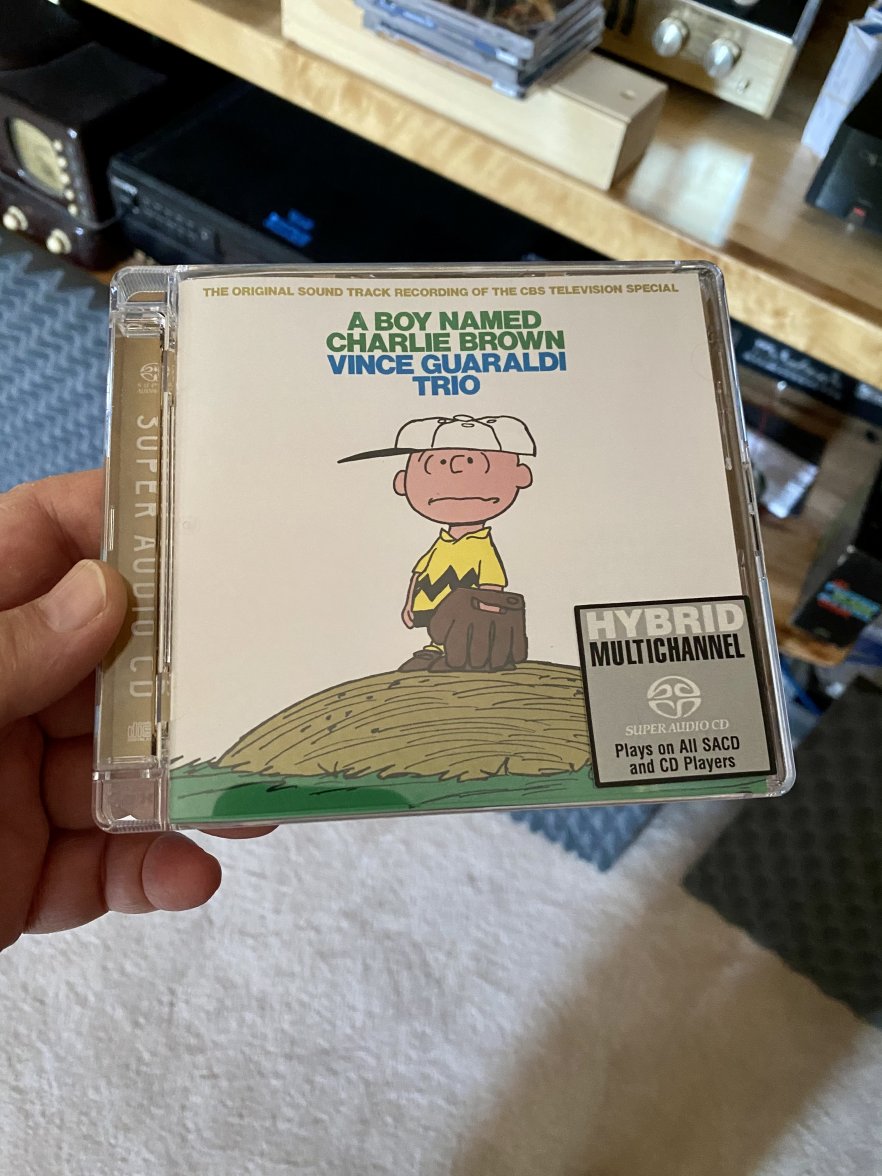 THE ORIGINAL SOUND TRACK RECORDING OF THE CBS TELEVISION SPECIAL
A BOY NAMED
CHARLIE BROWN
VINCE GUARALDI
TRIO
SUPER AUDIO CD
HYBRID
MULTICHANNEL
SUPER AUDIO CD
Plays on All SACD
and CD Players